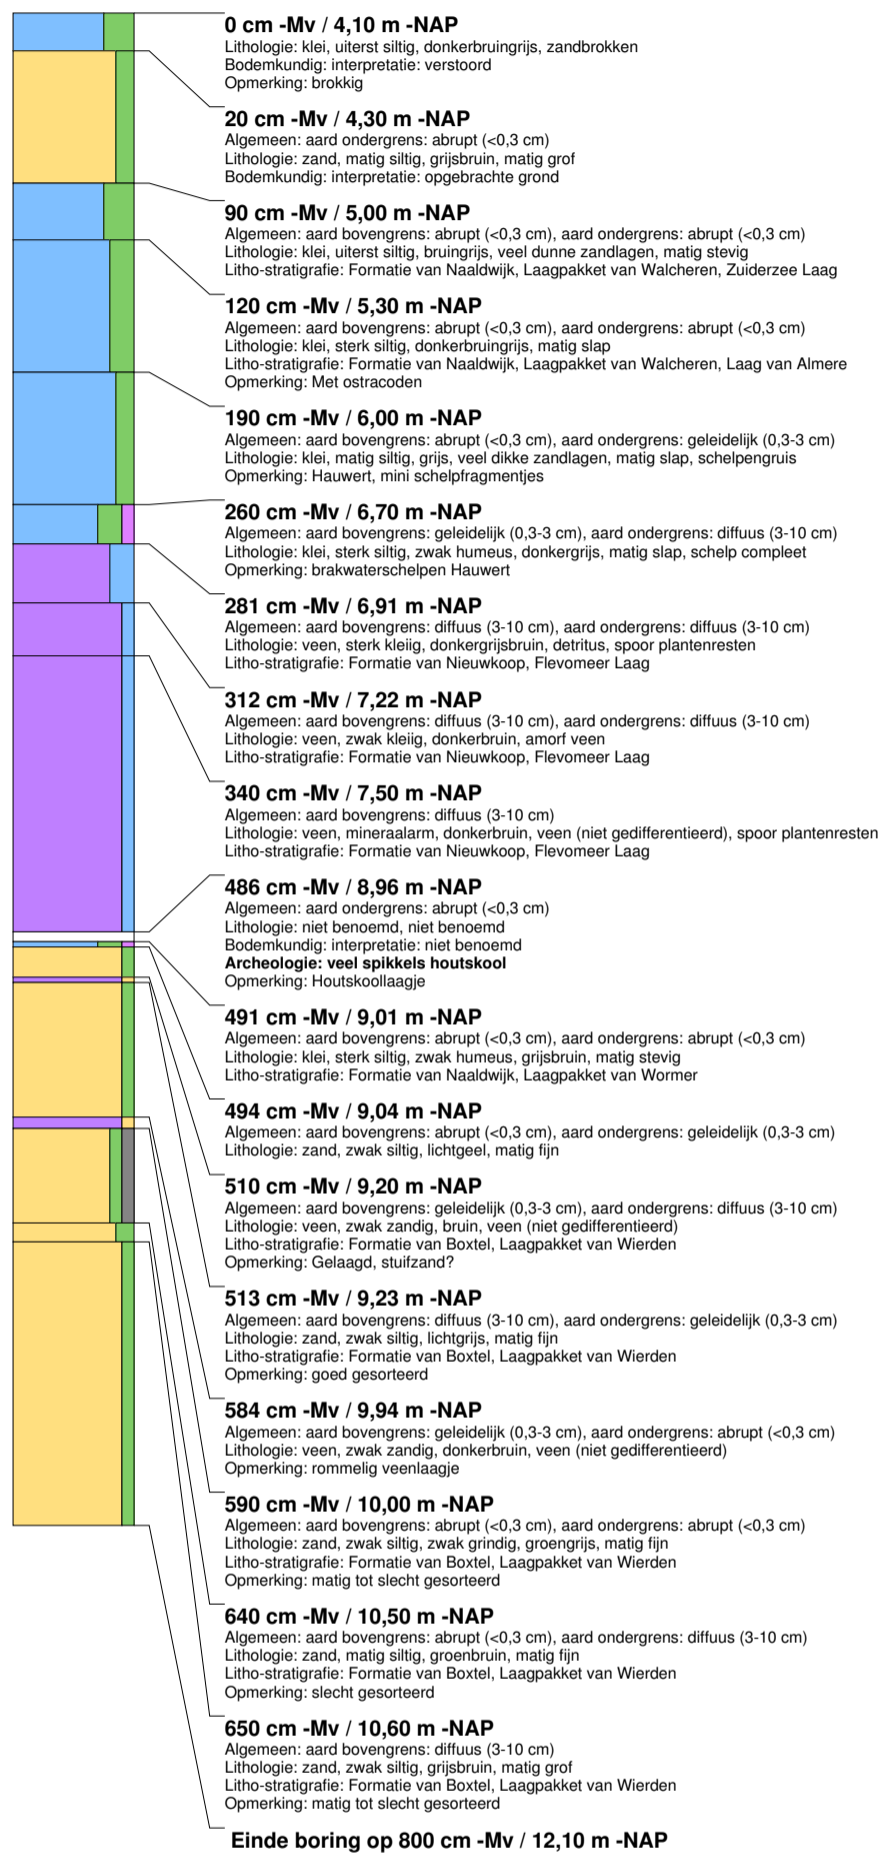 0 cm -Mv / 4,10 m -NAP
Lithologie: klei, uiterst siltig, donkerbruingrijs, zandbrokken
Bodemkundig: interpretatie: verstoord
Opmerking: brokkig
20 cm -Mv / 4,30 m -NAP
Algemeen: aard ondergrens: abrupt (<0,3 cm)
Lithologie: zand, matig siltig, grijsbruin, matig grof
Bodemkundig: interpretatie: opgebrachte grond
90 cm -Mv / 5,00 m -NAP
Algemeen: aard bovengrens: abrupt (<0,3 cm), aard ondergrens: abrupt (<0,3 cm)
Lithologie: klei, uiterst siltig, bruingrijs, veel dunne zandlagen, matig stevig
Litho-stratigrafie: Formatie van Naaldwijk, Laagpakket van Walcheren, Zuiderzee Laag
120 cm -Mv / 5,30 m -NAP
Algemeen: aard bovengrens: abrupt (<0,3 cm), aard ondergrens: abrupt (<0,3 cm)
Lithologie: klei, sterk siltig, donkerbruingrijs, matig slap
Litho-stratigrafie: Formatie van Naaldwijk, Laagpakket van Walcheren, Laag van Almere
Opmerking: Met ostracoden
190 cm -Mv / 6,00 m -NAP
Algemeen: aard bovengrens: abrupt (<0,3 cm), aard ondergrens: geleidelijk (0,3-3 cm)
Lithologie: klei, matig siltig, grijs, veel dikke zandlagen, matig slap, schelpengruis
Opmerking: Hauwert, mini schelpfragmentjes
260 cm -Mv / 6,70 m -NAP
Algemeen: aard bovengrens: geleidelijk (0,3-3 cm), aard ondergrens: diffuus (3-10 cm)
Lithologie: klei, sterk siltig, zwak humeus, donkergrijs, matig slap, schelp compleet
Opmerking: brakwaterschelpen Hauwert
281 cm -Mv / 6,91 m -NAP
Algemeen: aard bovengrens: diffuus (3-10 cm), aard ondergrens: diffuus (3-10 cm)
Lithologie: veen, sterk kleiig, donkergrijsbruin, detritus, spoor plantenresten
Litho-stratigrafie: Formatie van Nieuwkoop, Flevomeer Laag
312 cm -Mv / 7,22 m -NAP
Algemeen: aard bovengrens: diffuus (3-10 cm), aard ondergrens: diffuus (3-10 cm)
Lithologie: veen, zwak kleiig, donkerbruin, amorf veen
Litho-stratigrafie: Formatie van Nieuwkoop, Flevomeer Laag
340 cm -Mv / 7,50 m -NAP
Algemeen: aard bovengrens: diffuus (3-10 cm)
Lithologie: veen, mineraalarm, donkerbruin, veen (niet gedifferentieerd), spoor plantenresten
Litho-stratigrafie: Formatie van Nieuwkoop, Flevomeer Laag
486 cm -Mv / 8,96 m -NAP
Algemeen: aard ondergrens: abrupt (<0,3 cm)
Lithologie: niet benoemd, niet benoemd
Bodemkundig: interpretatie: niet benoemd
Archeologie: veel spikkels houtskool
Opmerking: Houtskoollaagje
491 cm -Mv / 9,01 m -NAP
Algemeen: aard bovengrens: abrupt (<0,3 cm), aard ondergrens: abrupt (<0,3 cm)
Lithologie: klei, sterk siltig, zwak humeus, grijsbruin, matig stevig
Litho-stratigrafie: Formatie van Naaldwijk, Laagpakket van Wormer
494 cm -Mv / 9,04 m -NAP
Algemeen: aard bovengrens: abrupt (<0,3 cm), aard ondergrens: geleidelijk (0,3-3 cm)
Lithologie: zand, zwak siltig, lichtgeel, matig fijn
510 cm -Mv / 9,20 m -NAP
Algemeen: aard bovengrens: geleidelijk (0,3-3 cm), aard ondergrens: diffuus (3-10 cm)
Lithologie: veen, zwak zandig, bruin, veen (niet gedifferentieerd)
Litho-stratigrafie: Formatie van Boxtel, Laagpakket van Wierden
Opmerking: Gelaagd, stuifzand?
513 cm -Mv / 9,23 m -NAP
Algemeen: aard bovengrens: diffuus (3-10 cm), aard ondergrens: geleidelijk (0,3-3 cm)
Lithologie: zand, zwak siltig, lichtgrijs, matig fijn
Litho-stratigrafie: Formatie van Boxtel, Laagpakket van Wierden
Opmerking: goed gesorteerd
584 cm -Mv / 9,94 m -NAP
Algemeen: aard bovengrens: geleidelijk (0,3-3 cm), aard ondergrens: abrupt (<0,3 cm)
Lithologie: veen, zwak zandig, donkerbruin, veen (niet gedifferentieerd)
Opmerking: rommelig veenlaagje
590 cm -Mv / 10,00 m -NAP
Algemeen: aard bovengrens: abrupt (<0,3 cm), aard ondergrens: abrupt (<0,3 cm)
Lithologie: zand, zwak siltig, zwak grindig, groengrijs, matig fijn
Litho-stratigrafie: Formatie van Boxtel, Laagpakket van Wierden
Opmerking: matig tot slecht gesorteerd
640 cm -Mv / 10,50 m -NAP
Algemeen: aard bovengrens: abrupt (<0,3 cm), aard ondergrens: diffuus (3-10 cm)
Lithologie: zand, matig siltig, groenbruin, matig fijn
Litho-stratigrafie: Formatie van Boxtel, Laagpakket van Wierden
Opmerking: slecht gesorteerd
650 cm -Mv / 10,60 m -NAP
Algemeen: aard bovengrens: diffuus (3-10 cm)
Lithologie: zand, zwak siltig, grijsbruin, matig grof
Litho-stratigrafie: Formatie van Boxtel, Laagpakket van Wierden
Opmerking: matig tot slecht gesorteerd
Einde boring op 800 cm -Mv / 12,10 m -NAP